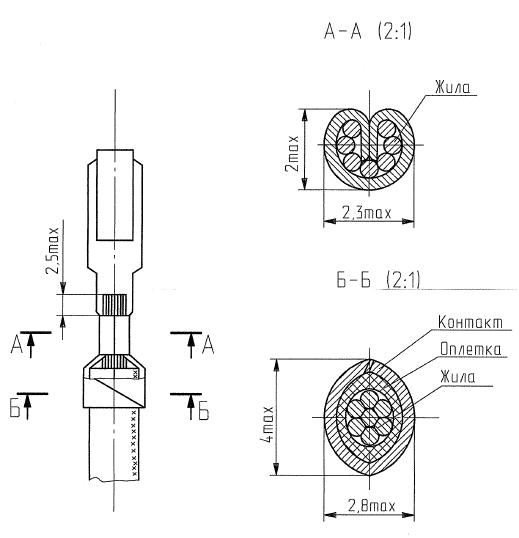 А-А (2:1)
Жила
2max
2,3max
2,5max
Б-Б (2:1)
А
А
Контакт
Оплетка
Жила
Б
Б
4max
2,8max